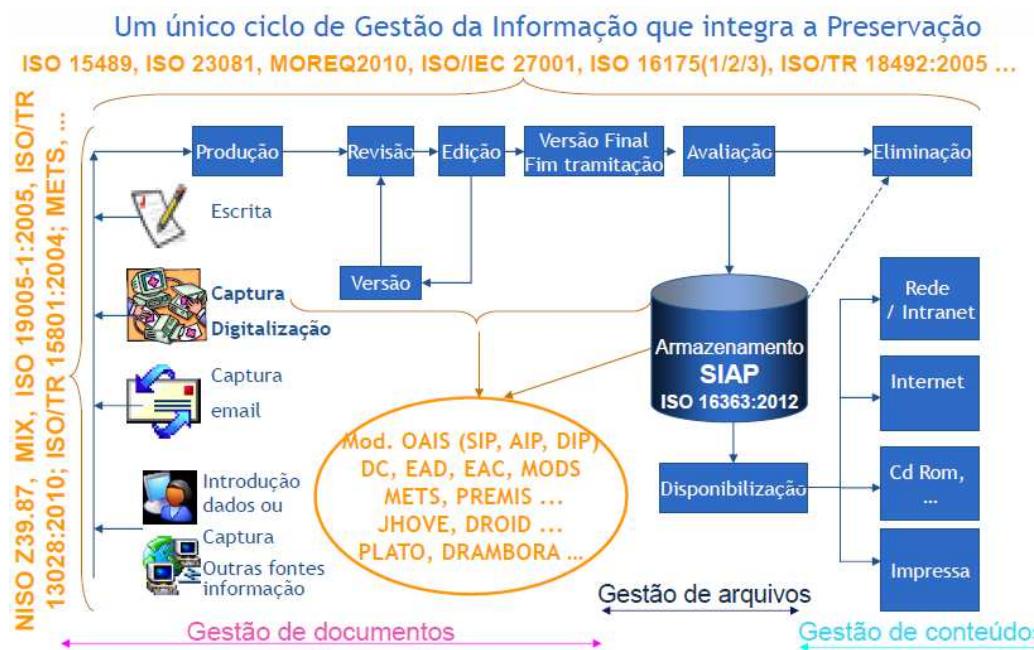 Um único ciclo de Gestão da Informação que integra a Preservação
ISO 15489, ISO 23081, MOREQ2010, ISO/IEC 27001, ISO 16175(1/2/3), ISO/TR 18492:2005 ...
NISO Z39.87, MIX, ISO 19005-1:2005, ISO/TR
13028:2010; ISO/TR 15801:2004; METS, ...
Produção
Revisão
Edição
Versão Final
Fim tramitação
Avaliação
Eliminação
Escrita
Versão
Captura
Digitalização
Captura
email
Introdução
dados ou
Captura
Outras fontes
informação
Armazenamento
SIAP
ISO 16363:2012
Mod. OAIS (SIP, AIP, DIP)
DC, EAD, EAC, MODS
METS, PREMIS ...
JHOVE, DROID ...
PLATO, DRAMBORA ...
Disponibilização
Rede
/ Intranet
Internet
Cd Rom,
...
Impressa
Gestão de arquivos
Gestão de documentos
Gestão de conteúdos